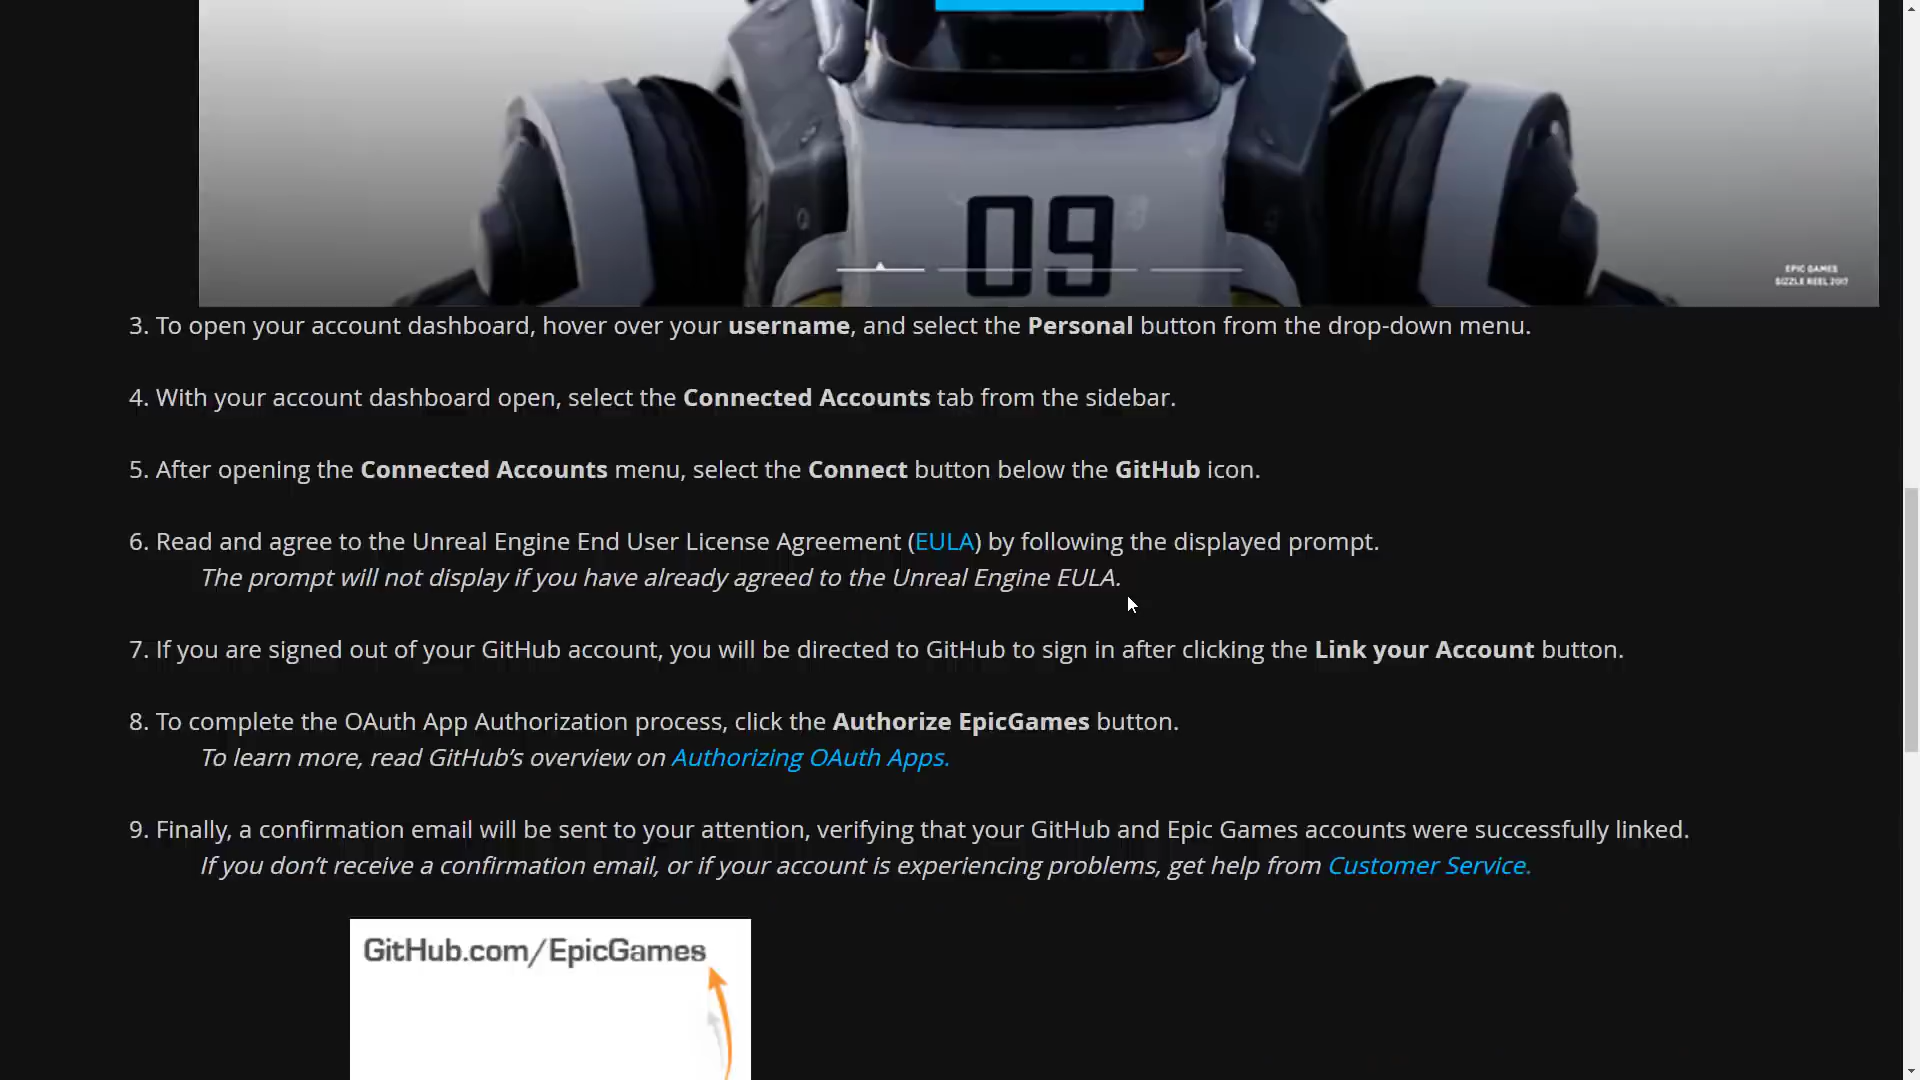 09
EPIC GAMES
SIZZLE REEL 2017
3. To open your account dashboard, hover over your username, and select the Personal button from the drop-down menu.
4. With your account dashboard open, select the Connected Accounts tab from the sidebar.
5. After opening the Connected Accounts menu, select the Connect button below the GitHub icon.
6. Read and agree to the Unreal Engine End User License Agreement (EULA) by following the displayed prompt.
The prompt will not display if you have already agreed to the Unreal Engine EULA.
7. If you are signed out of your GitHub account, you will be directed to GitHub to sign in after clicking the Link your Account button.
8. To complete the OAuth App Authorization process, click the Authorize EpicGames button.
To learn more, read GitHub’s overview on Authorizing OAuth Apps.
9. Finally, a confirmation email will be sent to your attention, verifying that your GitHub and Epic Games accounts were successfully linked.
If you don’t receive a confirmation email, or if your account is experiencing problems, get help from Customer Service.
GitHub.com/EpicGames